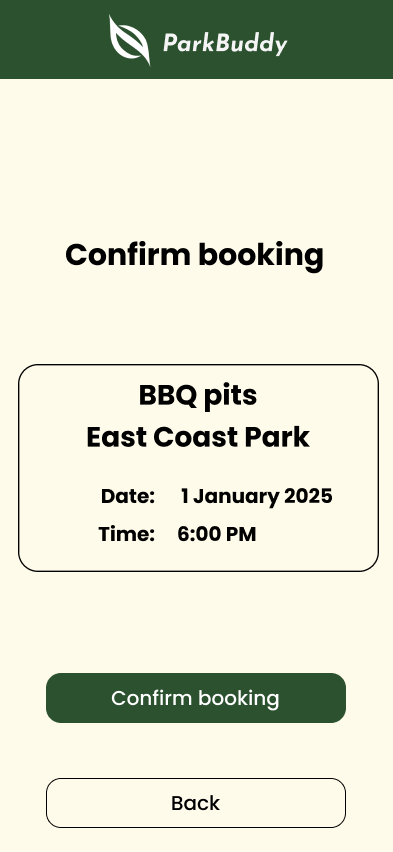 ParkBuddy
Confirm booking
BBQ pits
East Coast Park
Date: 1 January 2025
Time: 6:00 PM
Confirm booking
Back